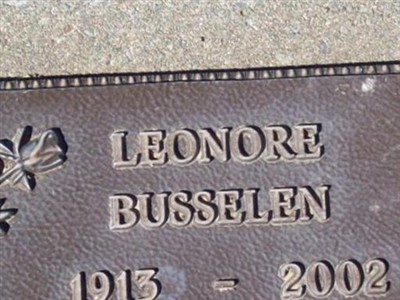 LEONORE
BUSSELEN
1913 - 2002